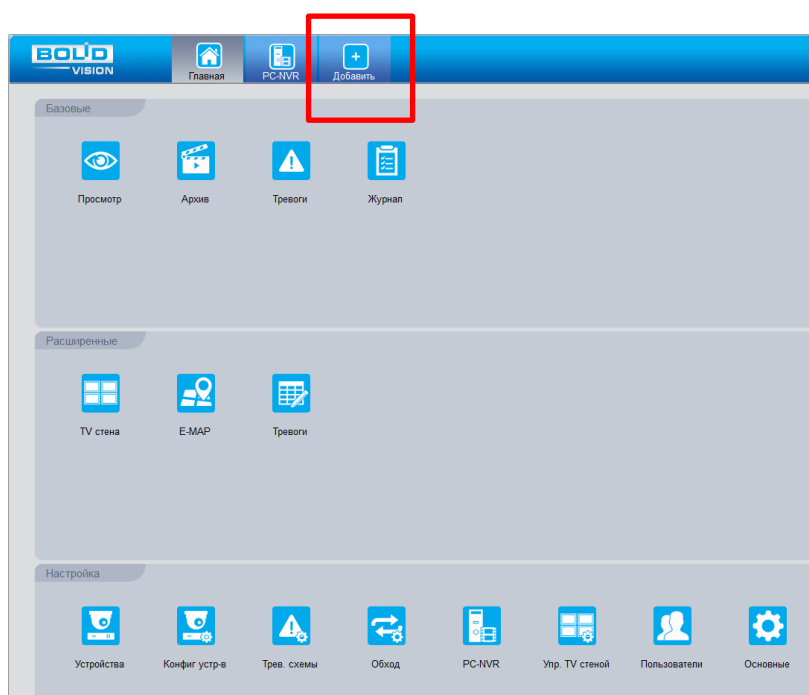 BOLID
VISION
Главная
PC-NVR
Добавить
Базовые
Просмотр
Архив
Тревоги
Журнал
Расширенные
TV стена
E-MAP
Тревоги
Настройка
Устройства
Конфиг устр-в
Трев. схемы
Обход
PC-NVR
Упр. TV стеной
Пользователи
Основные